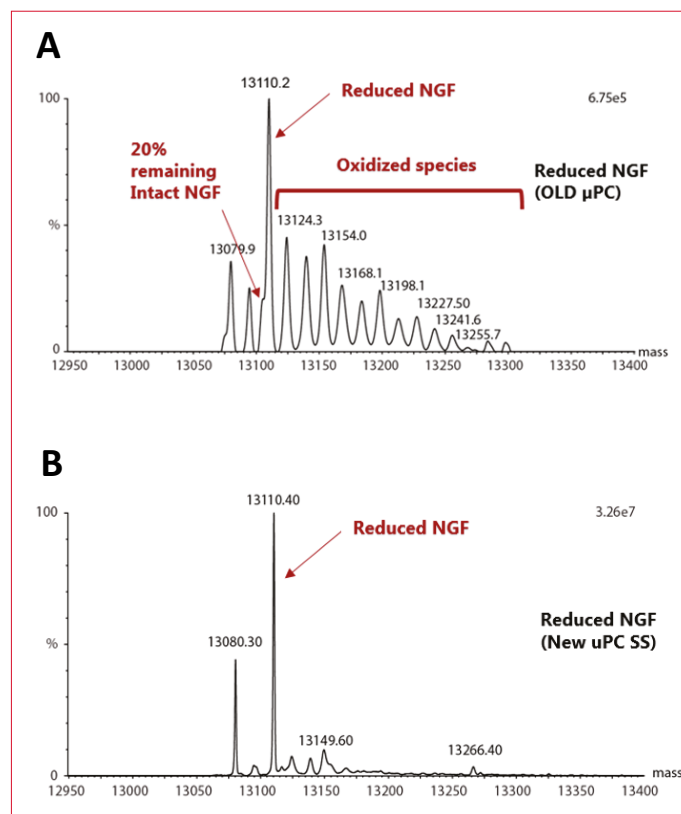 A
100
13110.2
Reduced NGF
6.75e5
20%
remaining
Intact NGF
Oxidized species
Reduced NGF
(OLD µPC)
13124.3
13154.0
13079.9
%
13168.1
13198.1
13227.50
13241.6
13255.7
0
mass
12950 13000 13050 13100 13150 13200 13250 13300 13350 13400
B
13110.40
100
3.26e7
Reduced NGF
Reduced NGF
(New uPC SS)
13080.30
%
13149.60
13266.40
0
mass
12950 13000 13050 13100 13150 13200 13250 13300 13350 13400